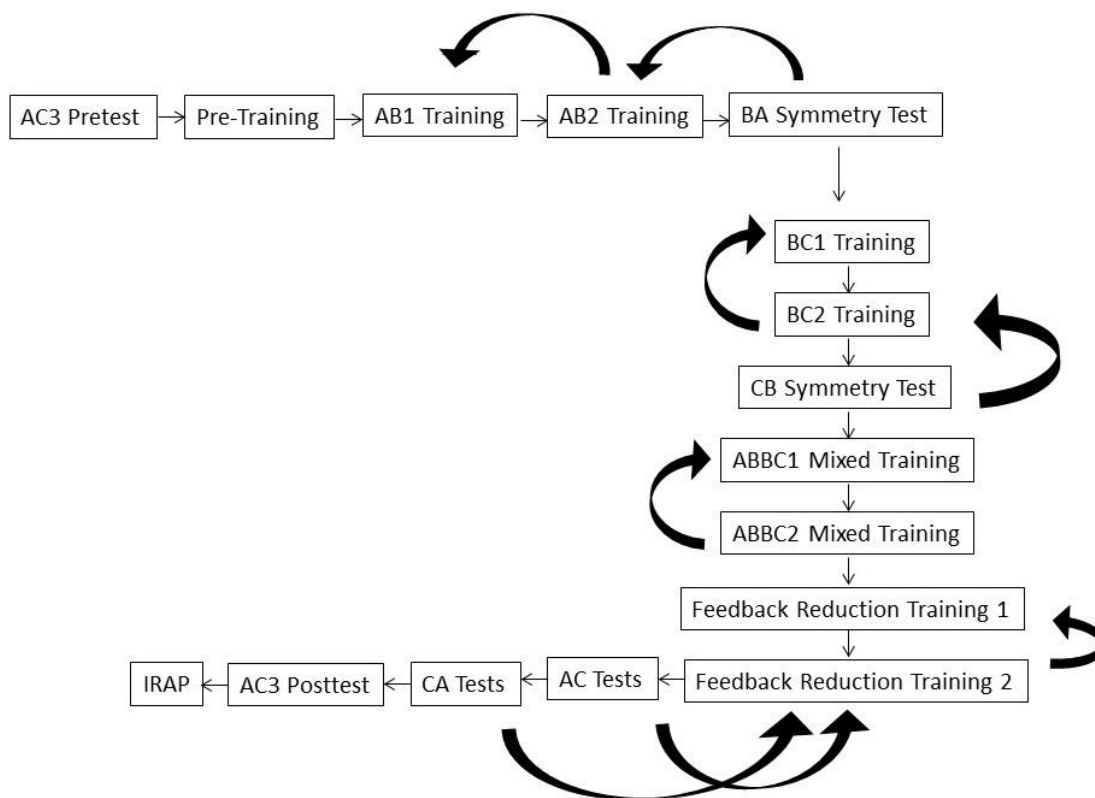 AC3 Pretest
Pre-Training
AB1 Training
AB2 Training
BA Symmetry Test
BC1 Training
BC2 Training
CB Symmetry Test
ABBC1 Mixed Training
ABBC2 Mixed Training
Feedback Reduction Training 1
IRAP
AC3 Posttest
CA Tests
AC Tests
Feedback Reduction Training 2